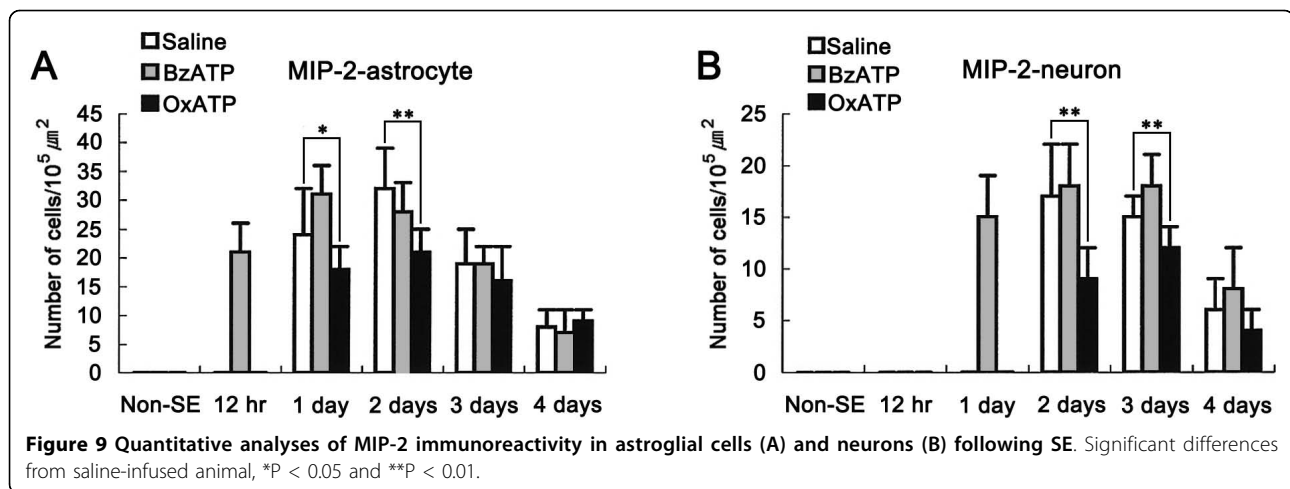 A
Saline
BzATP
OxATP
MIP-2-astrocyte
Number of cells/10⁵ ㎛²
45
40
35
30
25
20
15
10
5
0
*
**
Non-SE 12 hr 1 day 2 days 3 days 4 days
B
Saline
BzATP
OxATP
MIP-2-neuron
Number of cells/10⁵ ㎛²
25
20
15
10
5
0
**
**
Non-SE 12 hr 1 day 2 days 3 days 4 days
Figure 9 Quantitative analyses of MIP-2 immunoreactivity in astroglial cells (A) and neurons (B) following SE. Significant differences
from saline-infused animal, *P < 0.05 and **P < 0.01.